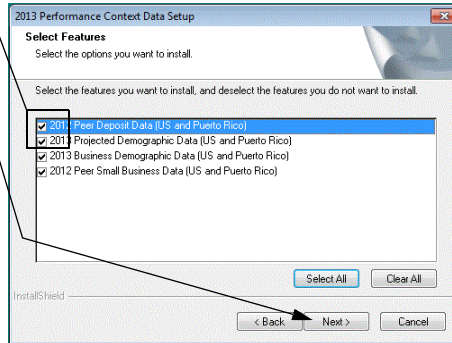 2013 Performance Context Data Setup
Select Features
Select the options you want to install.
Select the features you want to install, and deselect the features you do not want to install.
2012 Peer Deposit Data (US and Puerto Rico)
2013 Projected Demographic Data (US and Puerto Rico)
2013 Business Demographic Data (US and Puerto Rico)
2012 Peer Small Business Data (US and Puerto Rico)
Select All Clear All
InstallShield
< Back Next > Cancel